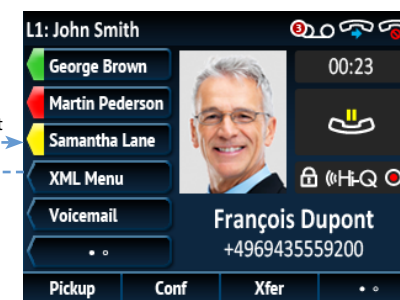 L1: John Smith
George Brown
00:23
Martin Pederson
t
Samantha Lane
XML Menu
Hi-Q
Voicemail
François Dupont
+4969435559200
Pickup Conf Xfer